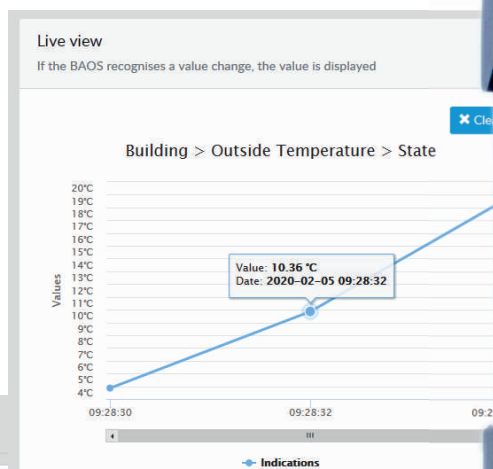 Live view
If the BAOS recognises a value change, the value is displayed
Building > Outside Temperature > State
20°C
19°C
18°C
17°C
16°C
15°C
14°C
13°C
12°C
11°C
10°C
9°C
8°C
7°C
6°C
5°C
4°C
Values
Value: 10.36 °C
Date: 2020-02-05 09:28:32
09:28:30
09:28:32
Indications